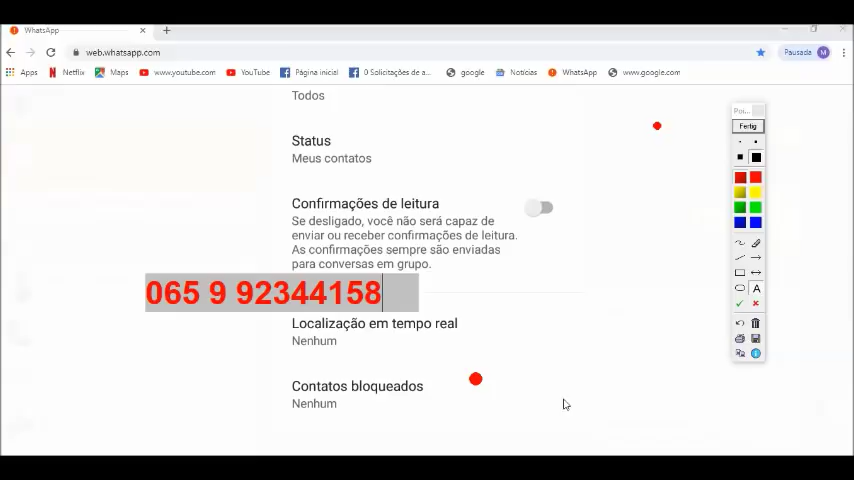 WhatsApp
web.whatsapp.com
Pausada M
Apps Netflix Maps www.youtube.com YouTube Página inicial 0 Solicitações de a... google Notícias WhatsApp www.google.com
Todos
Poi...
Fertig
Status
Meus contatos
Confirmações de leitura
Se desligado, você não será capaz de
enviar ou receber confirmações de leitura.
As confirmações sempre são enviadas
para conversas em grupo.
A
065 9 92344158
Localização em tempo real
Nenhum
Contatos bloqueados
Nenhum